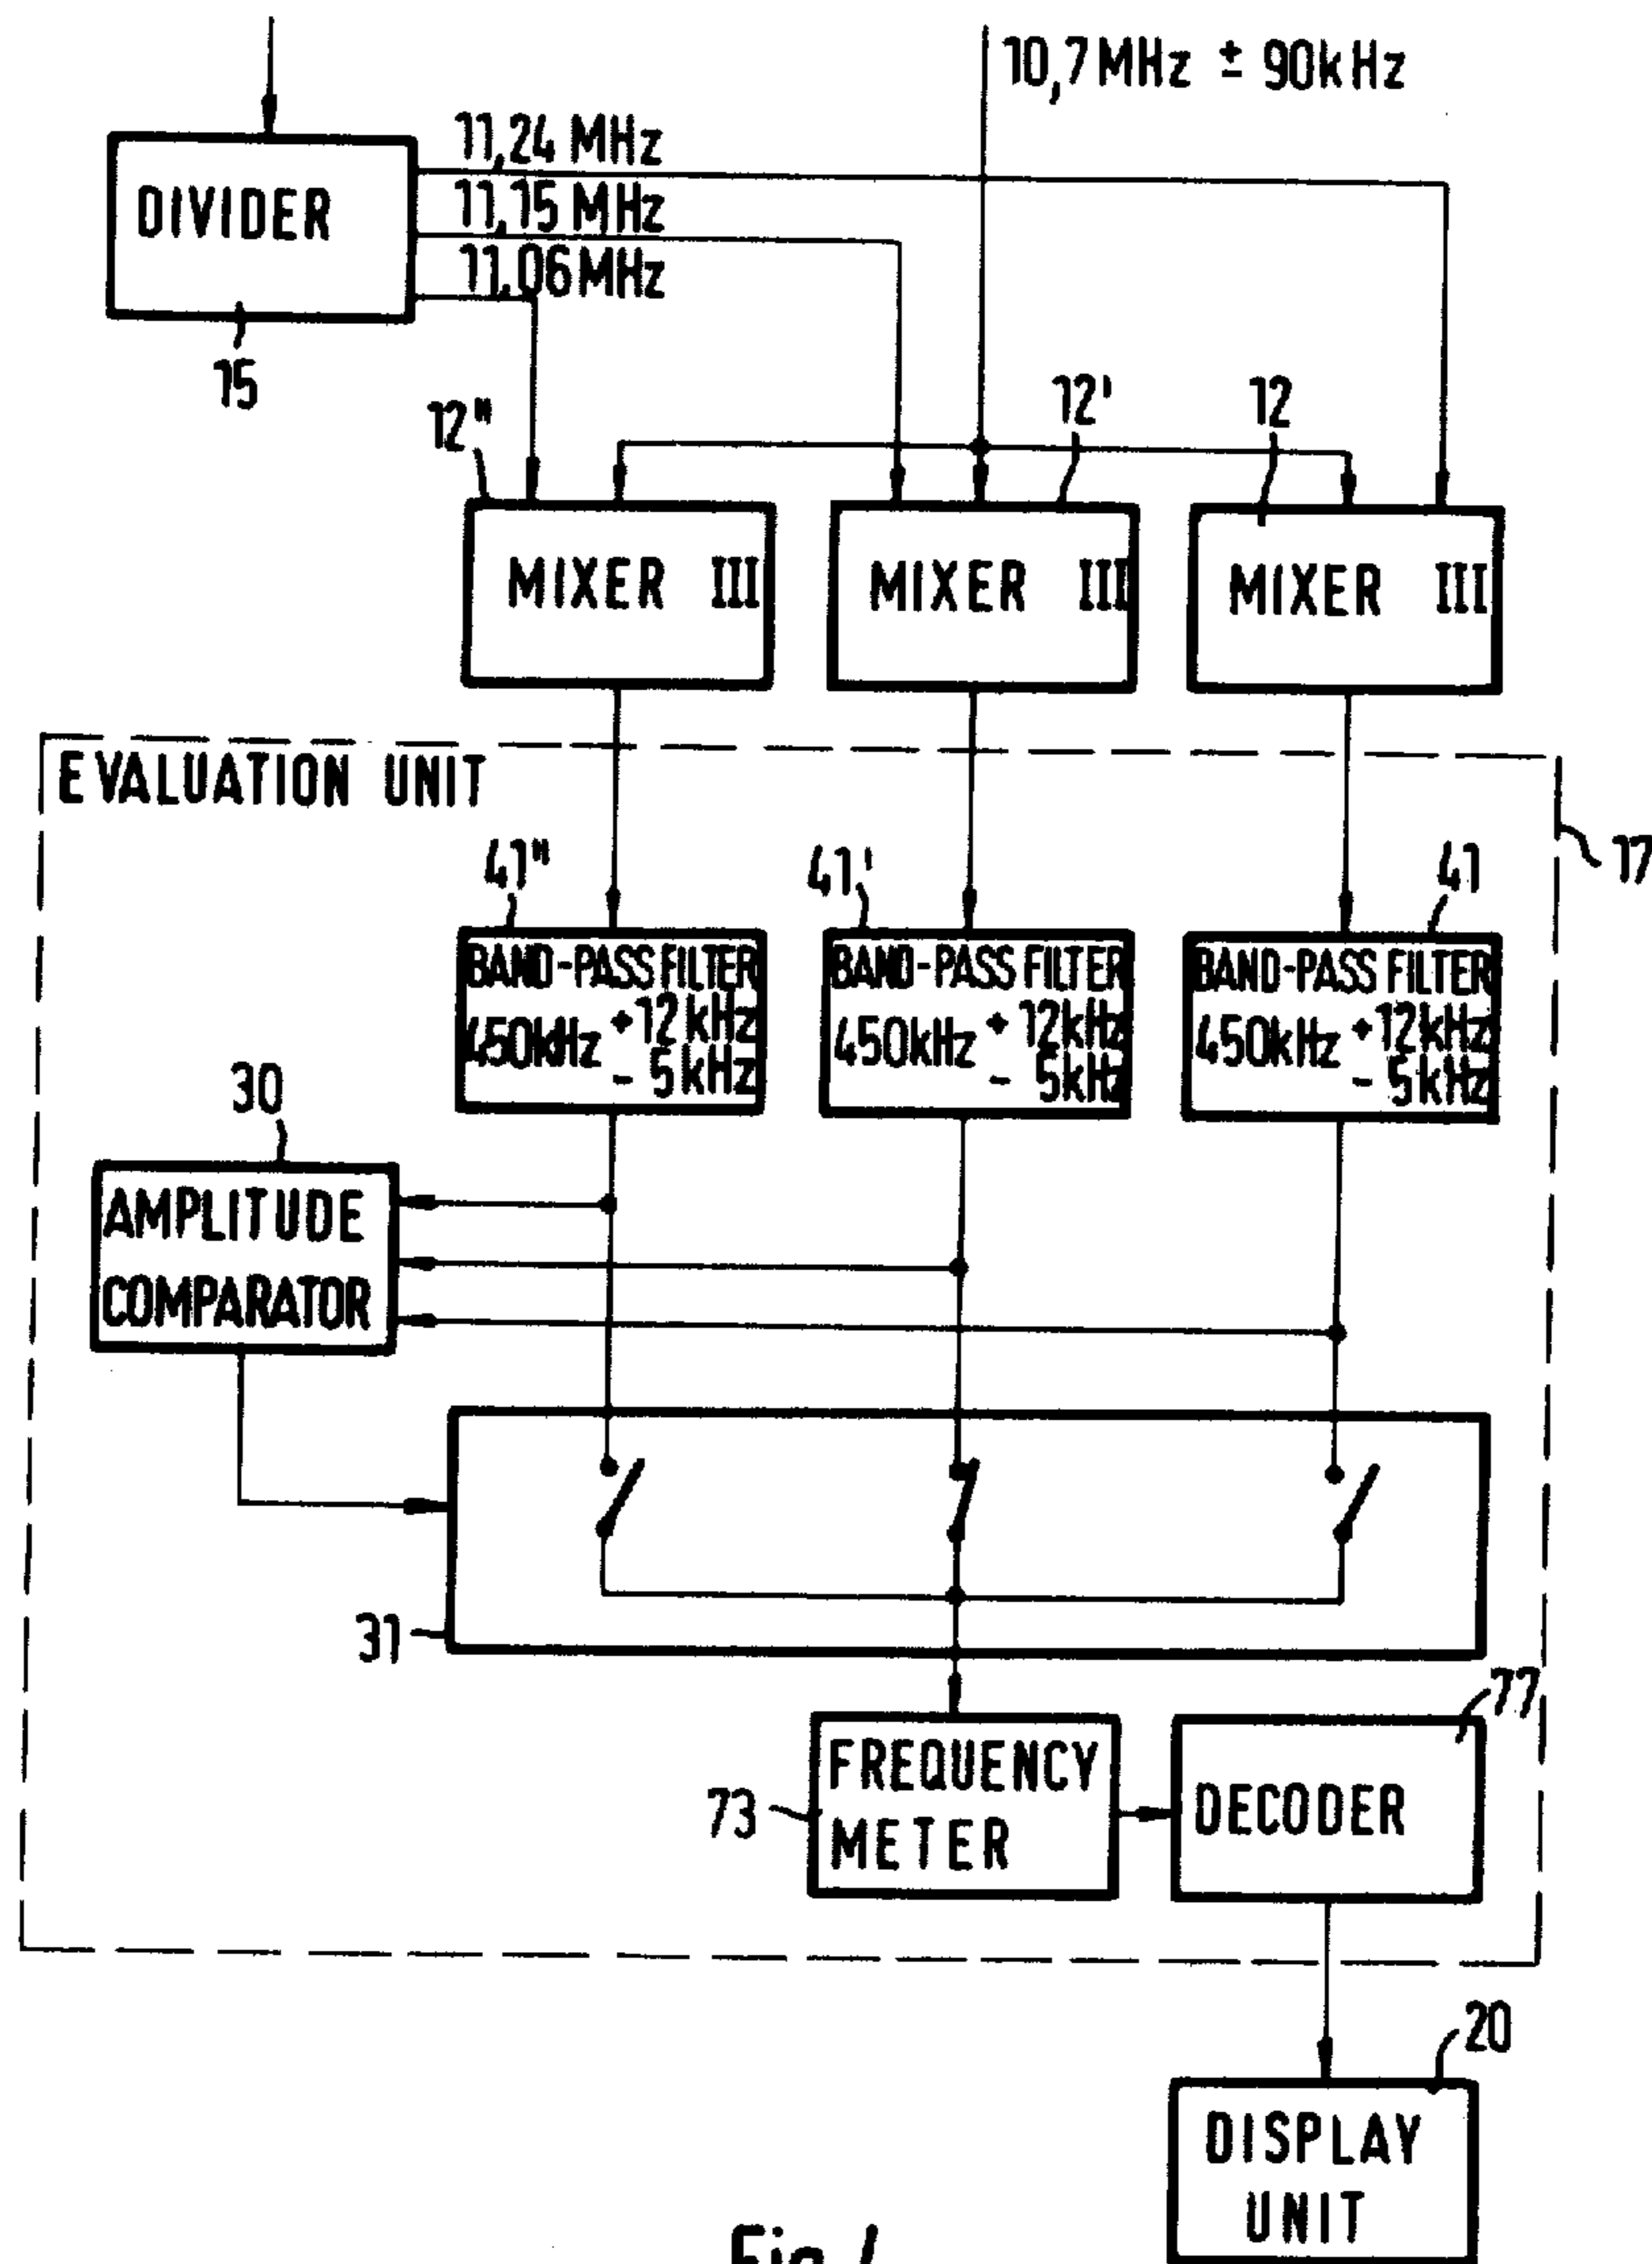 10,7 MHz ± 90kHz
11,24 MHz
DIVIDER
11,15 MHz
11,06 MHz
15
12"
12'
12
MIXER III
MIXER III
MIXER III
EVALUATION UNIT
17
41"
41'
41
BAND-PASS FILTER
450kHz +12kHz
- 5kHz
BAND-PASS FILTER
450kHz +12kHz
- 5kHz
BAND-PASS FILTER
450kHz +12kHz
- 5kHz
30
AMPLITUDE
COMPARATOR
31
77
FREQUENCY
METER
73
DECODER
20
DISPLAY
UNIT